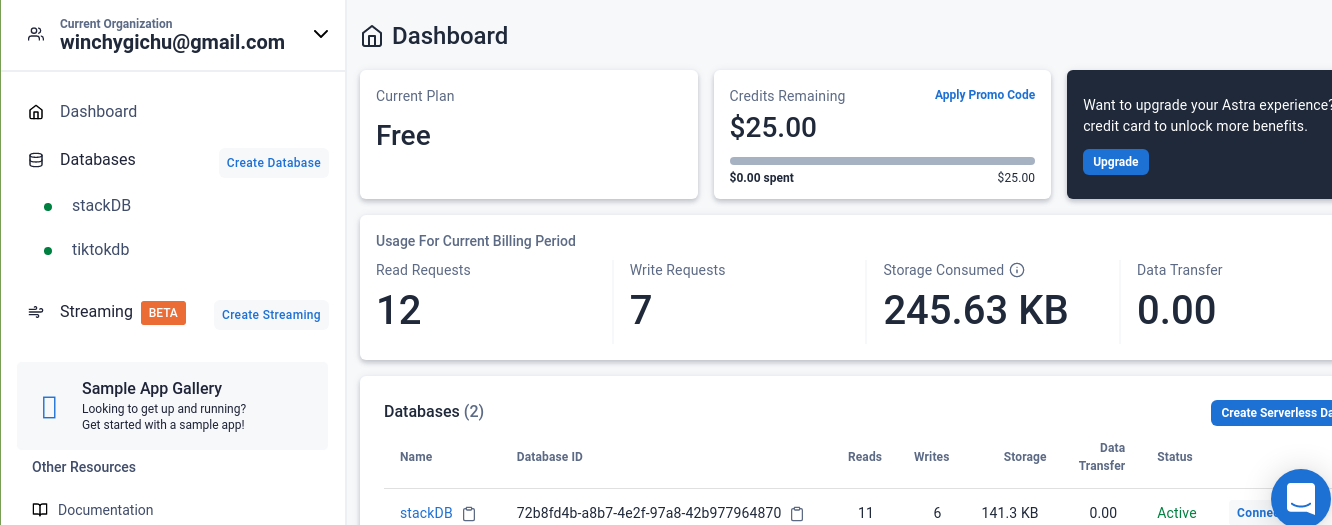 Current Organization
winchygichu@gmail.com
Dashboard
Databases
Create Database
stackDB
tiktokdb
Streaming BETA
Create Streaming
Sample App Gallery
Looking to get up and running?
Get started with a sample app!
Other Resources
Documentation
Dashboard
Current Plan
Free
Credits Remaining
Apply Promo Code
$25.00
$0.00 spent
$25.00
Want to upgrade your Astra experience?
credit card to unlock more benefits.
Upgrade
Usage For Current Billing Period
Read Requests
12
Write Requests
7
Storage Consumed
245.63 KB
Data Transfer
0.00
Databases (2)
Create Serverless Da
Name Database ID Reads Writes Storage Data Transfer Status
stackDB 72b8fd4b-a8b7-4e2f-97a8-42b977964870 11 6 141.3 KB 0.00 Active Conne